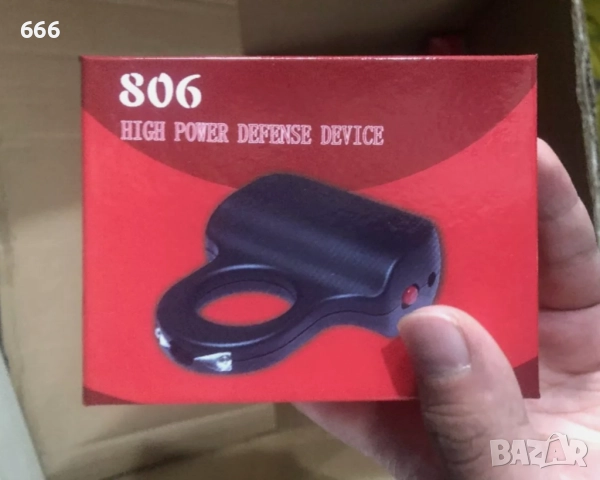 666
806
HIGH POWER DEFENSE DEVICE
BAZAR